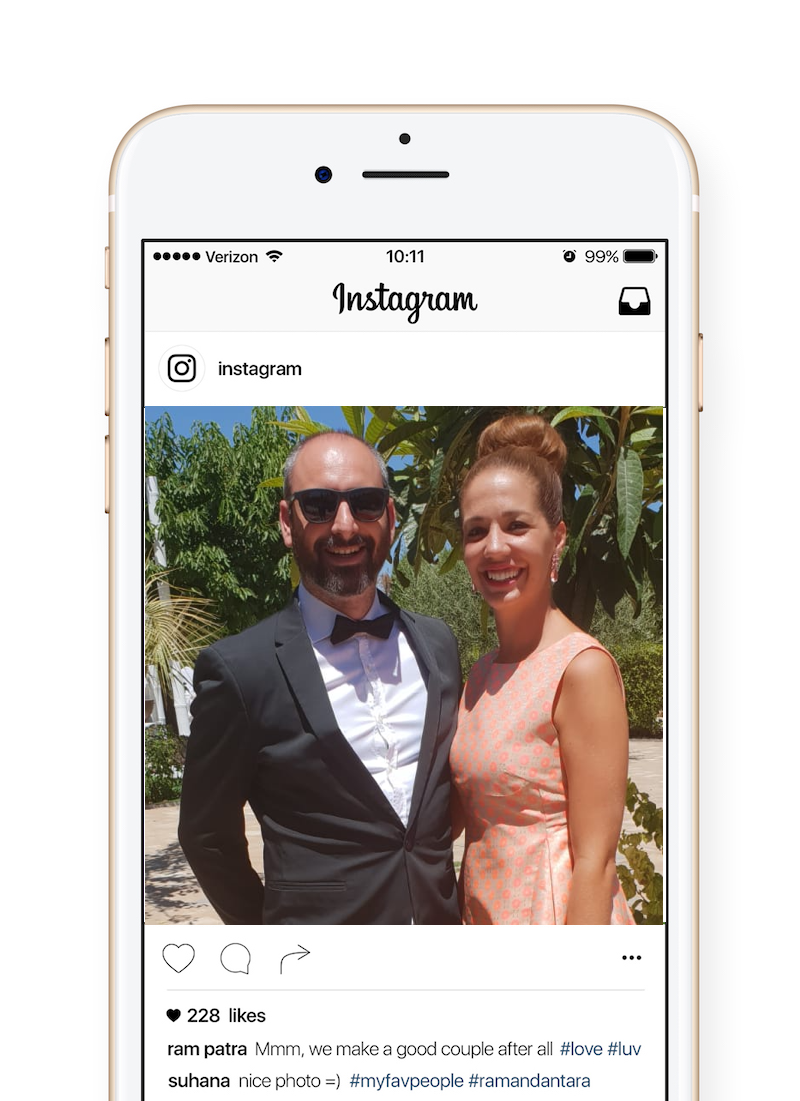 Verizon 10:11 99%
Instagram
instagram
228 likes
ram patra Mmm, we make a good couple after all #love #luv
suhana nice photo =) #myfavpeople #ramandantara